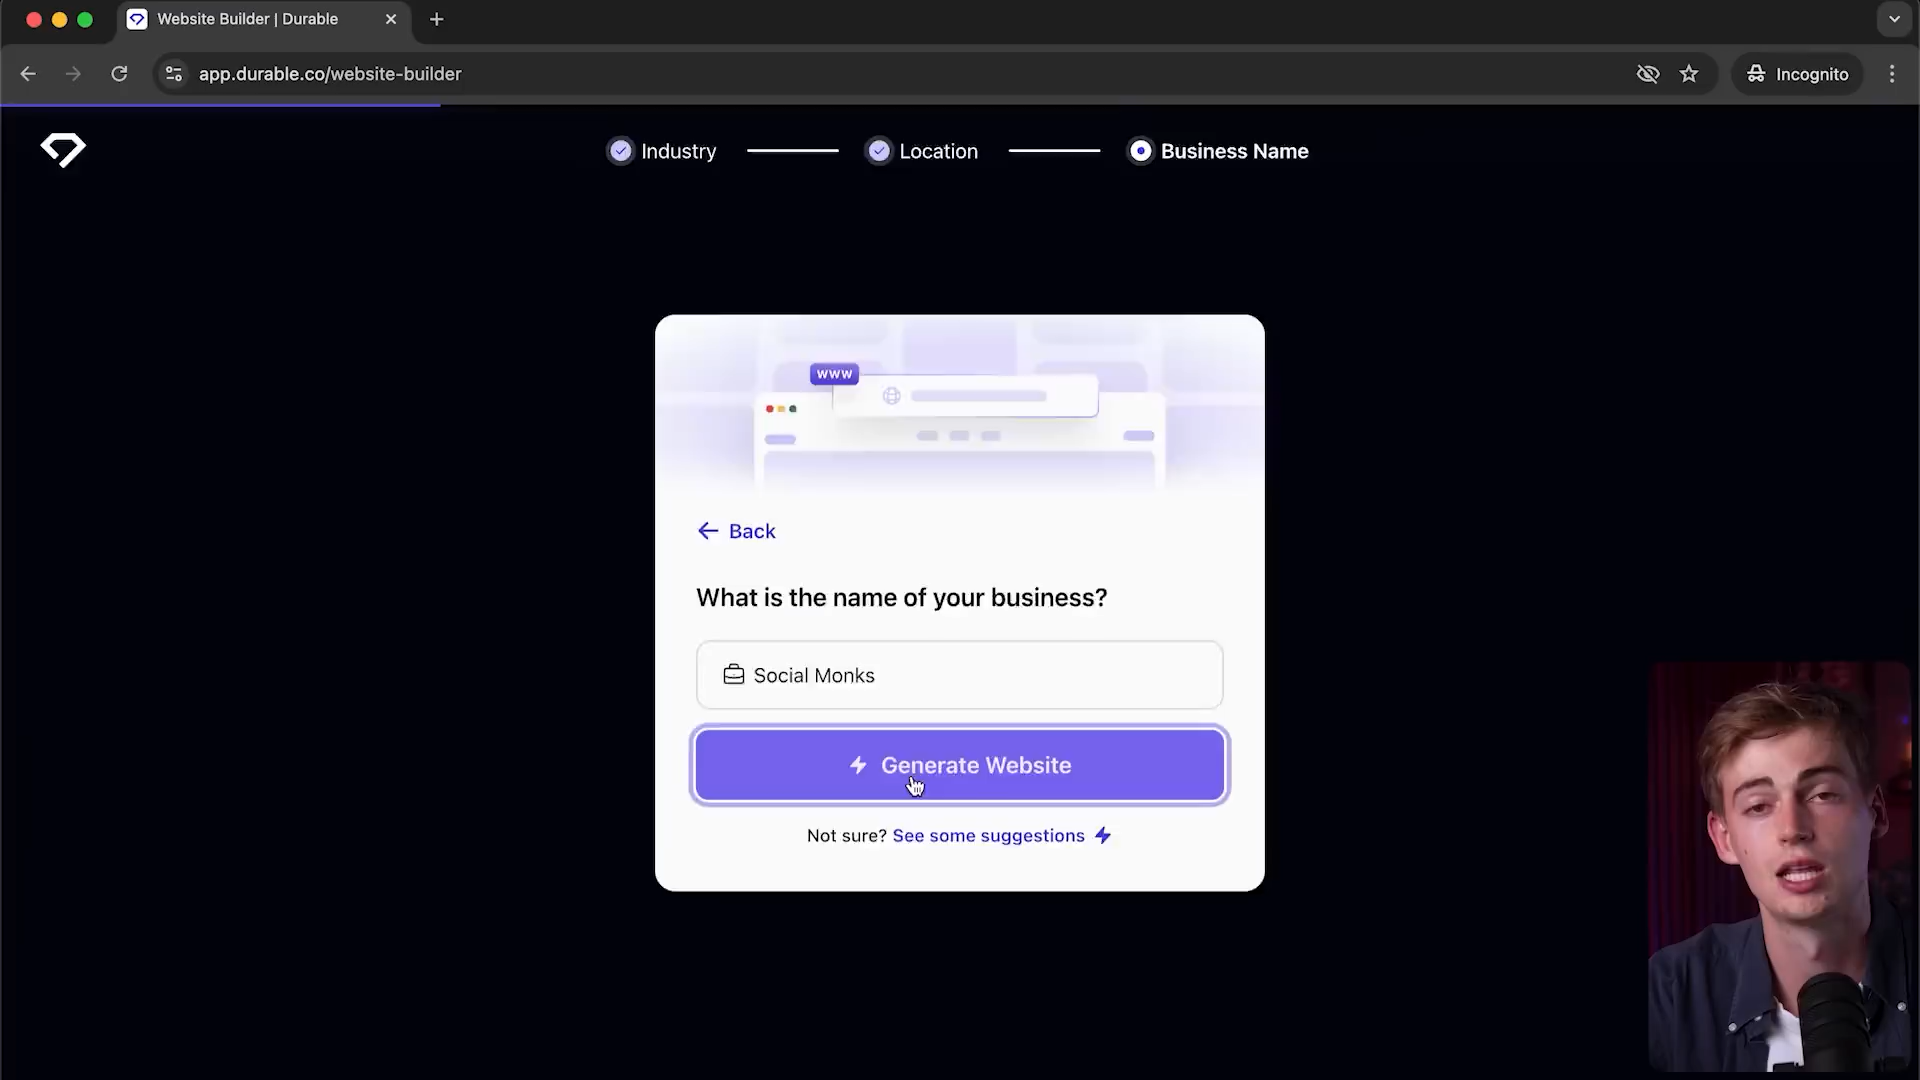 Website Builder | Durable
app.durable.co/website-builder
Incognito
Industry
Location
Business Name
www
Back
What is the name of your business?
Social Monks
Generate Website
Not sure? See some suggestions